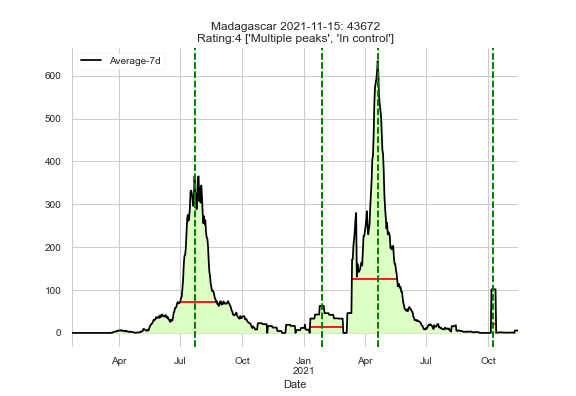 Madagascar 2021-11-15: 43672
Rating:4 ['Multiple peaks', 'In control']
Average-7d
600
500
400
300
200
100
0
Apr Jul Oct Jan Apr Jul Oct
2021
Date